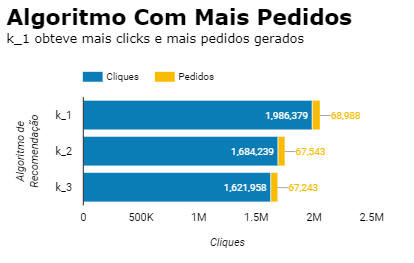 Algoritmo Com Mais Pedidos
k_1 obteve mais clicks e mais pedidos gerados
Cliques Pedidos
Algoritmo de
Recomendação
k_1 1,986,379 68,988
k_2 1,684,239 67,543
k_3 1,621,958 67,243
0 500K 1M 1.5M 2M 2.5M
Cliques